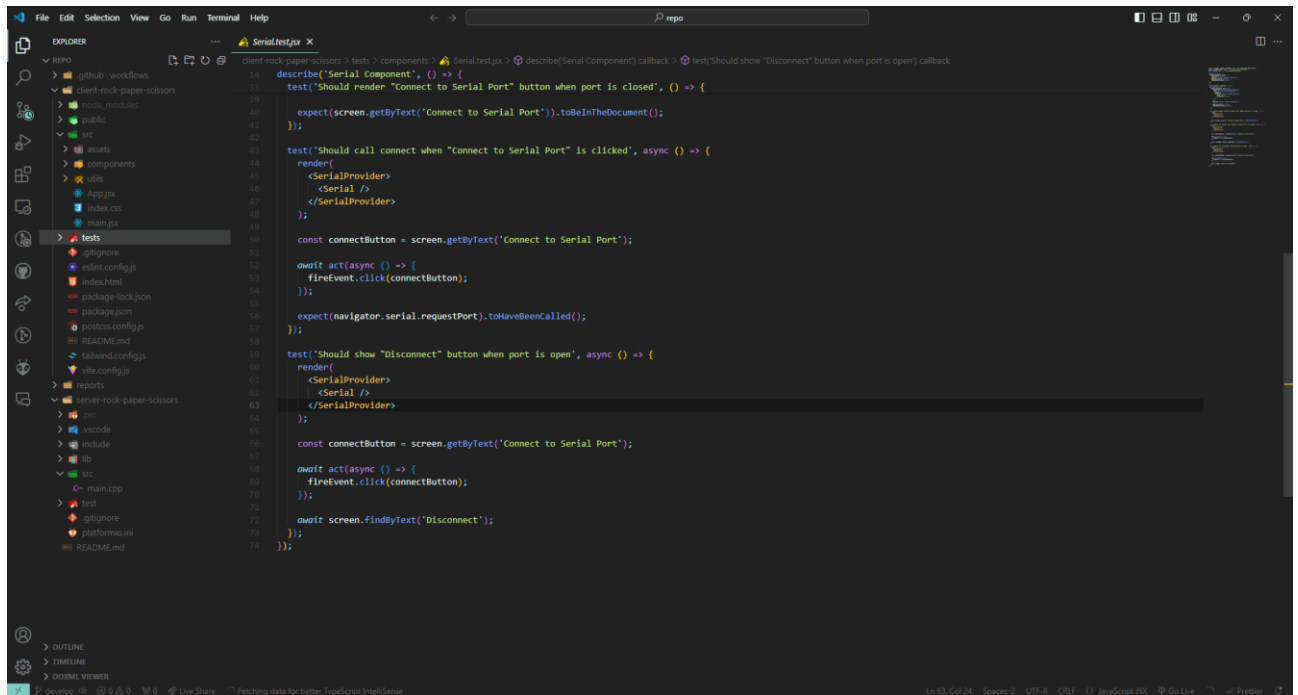 File Edit Selection View Go Run Terminal Help
repo
EXPLORER
Serial.test.jsx
REPO
client-rock-paper-scissors > tests > components > Serial.test.jsx > describe('Serial Component') callback > test('Should show "Disconnect" button when port is open') callback
.github\workflows
client-rock-paper-scissors
node_modules
public
src
assets
components
utils
App.jsx
index.css
main.jsx
tests
.gitignore
eslint.config.js
index.html
package-lock.json
package.json
postcss.config.js
README.md
tailwind.config.js
vite.config.js
reports
server-rock-paper-scissors
.pio
.vscode
include
lib
src
main.cpp
test
.gitignore
platformio.ini
README.md
OUTLINE
TIMELINE
OOXML VIEWER
14 describe('Serial Component', () => {
33 test('Should render "Connect to Serial Port" button when port is closed', () => {
39
40 expect(screen.getByText('Connect to Serial Port')).toBeInTheDocument();
41 });
42
43 test('Should call connect when "Connect to Serial Port" is clicked', async () => {
44 render(
45 <SerialProvider>
46 <Serial />
47 </SerialProvider>
48 );
49
50 const connectButton = screen.getByText('Connect to Serial Port');
51
52 await act(async () => {
53 fireEvent.click(connectButton);
54 });
55
56 expect(navigator.serial.requestPort).toHaveBeenCalled();
57 });
58
59 test('Should show "Disconnect" button when port is open', async () => {
60 render(
61 <SerialProvider>
62 <Serial />
63 </SerialProvider>
64 );
65
66 const connectButton = screen.getByText('Connect to Serial Port');
67
68 await act(async () => {
69 fireEvent.click(connectButton);
70 });
71
72 await screen.findByText('Disconnect');
73 });
74 });
develop 0 0 0 Live Share Fetching data for better TypeScript IntelliSense
Ln 63, Col 24 Spaces: 2 UTF-8 CRLF {} JavaScript JSX Go Live Prettier